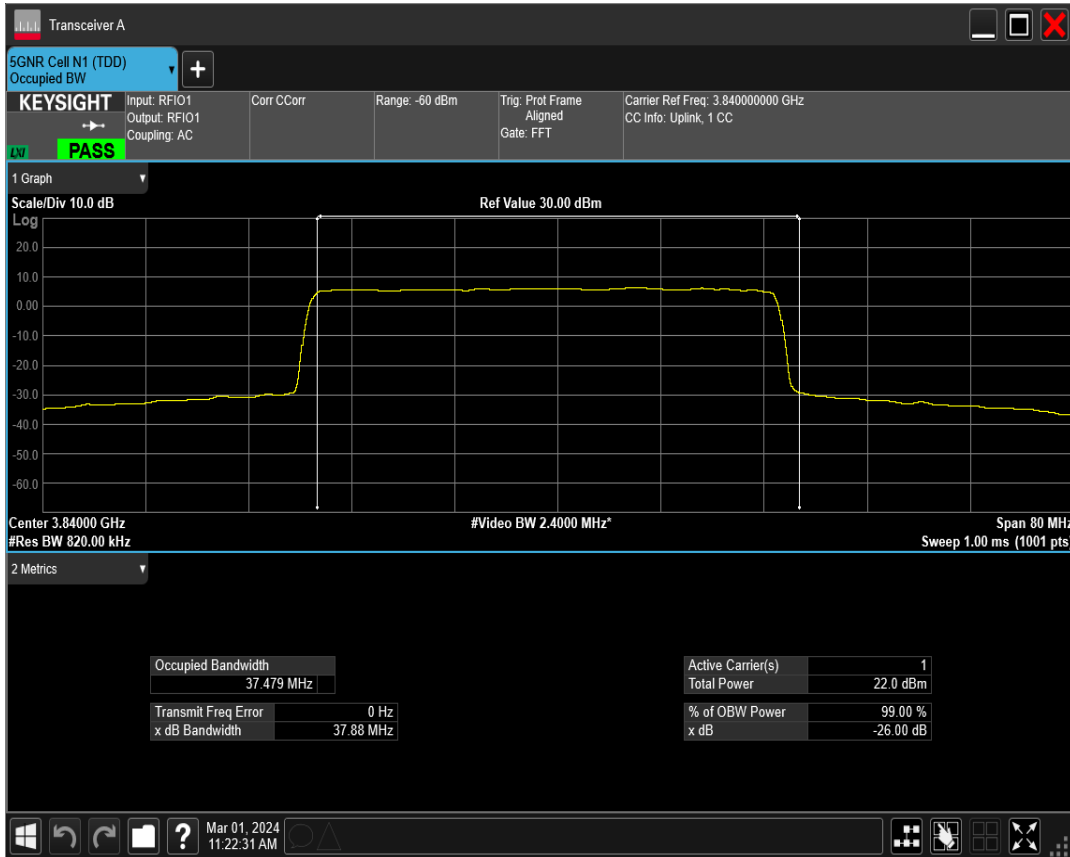 Transceiver A
5GNR Cell N1 (TDD)
Occupied BW
+
KEYSIGHT
LXI
PASS
Input: RFIO1
Output: RFIO1
Coupling: AC
Corr CCorr
Range: -60 dBm
Trig: Prot Frame
Aligned
Gate: FFT
Carrier Ref Freq: 3.840000000 GHz
CC Info: Uplink, 1 CC
1 Graph
Scale/Div 10.0 dB
Ref Value 30.00 dBm
Log
20.0
10.0
0.00
-10.0
-20.0
-30.0
-40.0
-50.0
-60.0
Center 3.84000 GHz
#Video BW 2.4000 MHz*
Span 80 MHz
#Res BW 820.00 kHz
Sweep 1.00 ms (1001 pts)
2 Metrics
Occupied Bandwidth
37.479 MHz
Transmit Freq Error 0 Hz
x dB Bandwidth 37.88 MHz
Active Carrier(s) 1
Total Power 22.0 dBm
% of OBW Power 99.00 %
x dB -26.00 dB
?
Mar 01, 2024
11:22:31 AM